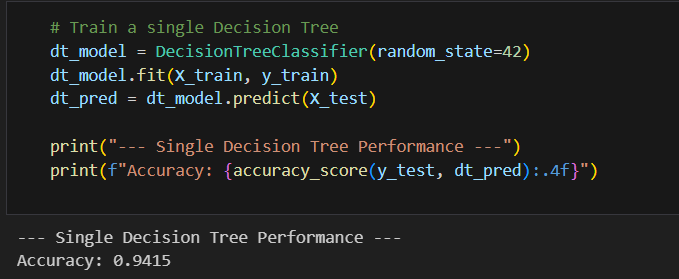 # Train a single Decision Tree
dt_model = DecisionTreeClassifier(random_state=42)
dt_model.fit(X_train, y_train)
dt_pred = dt_model.predict(X_test)
print("--- Single Decision Tree Performance ---")
print(f"Accuracy: {accuracy_score(y_test, dt_pred):.4f}")
--- Single Decision Tree Performance ---
Accuracy: 0.9415